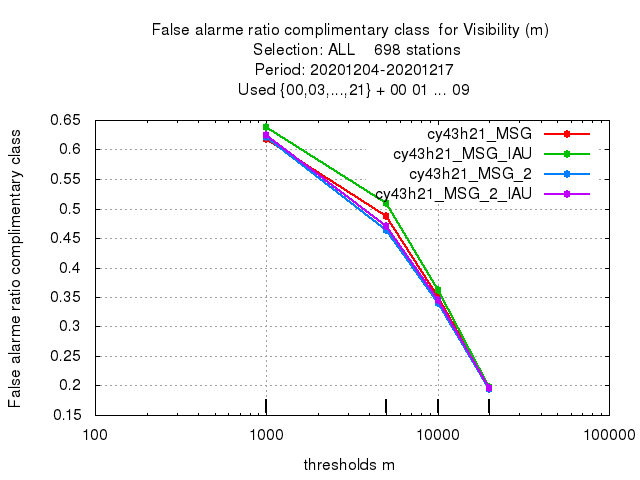 False alarme ratio complimentary class  for Visibility (m)
Selection: ALL    698 stations
Period: 20201204-20201217
Used {00,03,...,21} + 00 01 ... 09
False alarme ratio complimentary class
0.65
0.6
0.55
0.5
0.45
0.4
0.35
0.3
0.25
0.2
0.15
cy43h21_MSG
cy43h21_MSG_IAU
cy43h21_MSG_2
cy43h21_MSG_2_IAU
100 1000 10000 100000
thresholds m